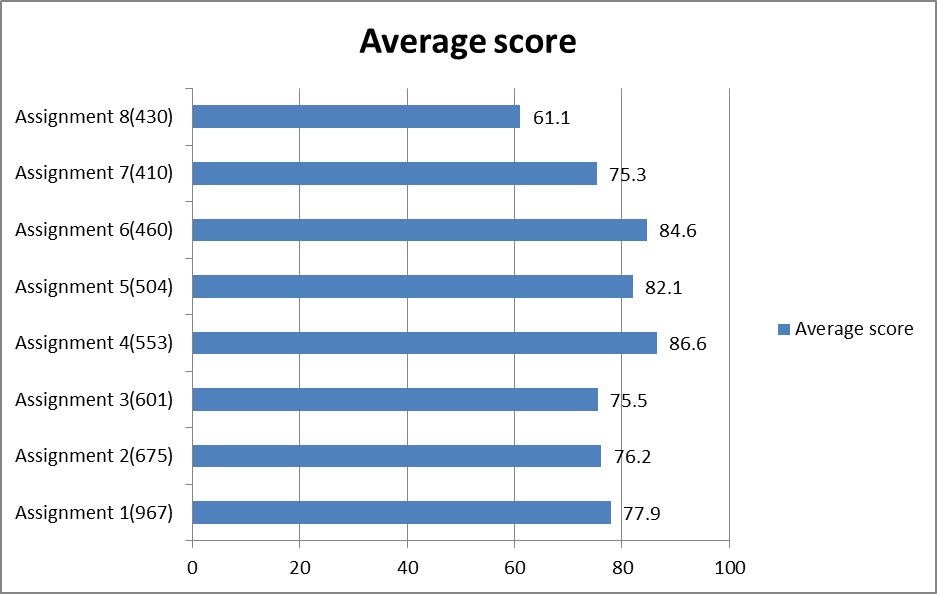 Average score
Assignment 8(430) 61.1
Assignment 7(410) 75.3
Assignment 6(460) 84.6
Assignment 5(504) 82.1
Assignment 4(553) 86.6
Assignment 3(601) 75.5
Assignment 2(675) 76.2
Assignment 1(967) 77.9
0 20 40 60 80 100
Average score